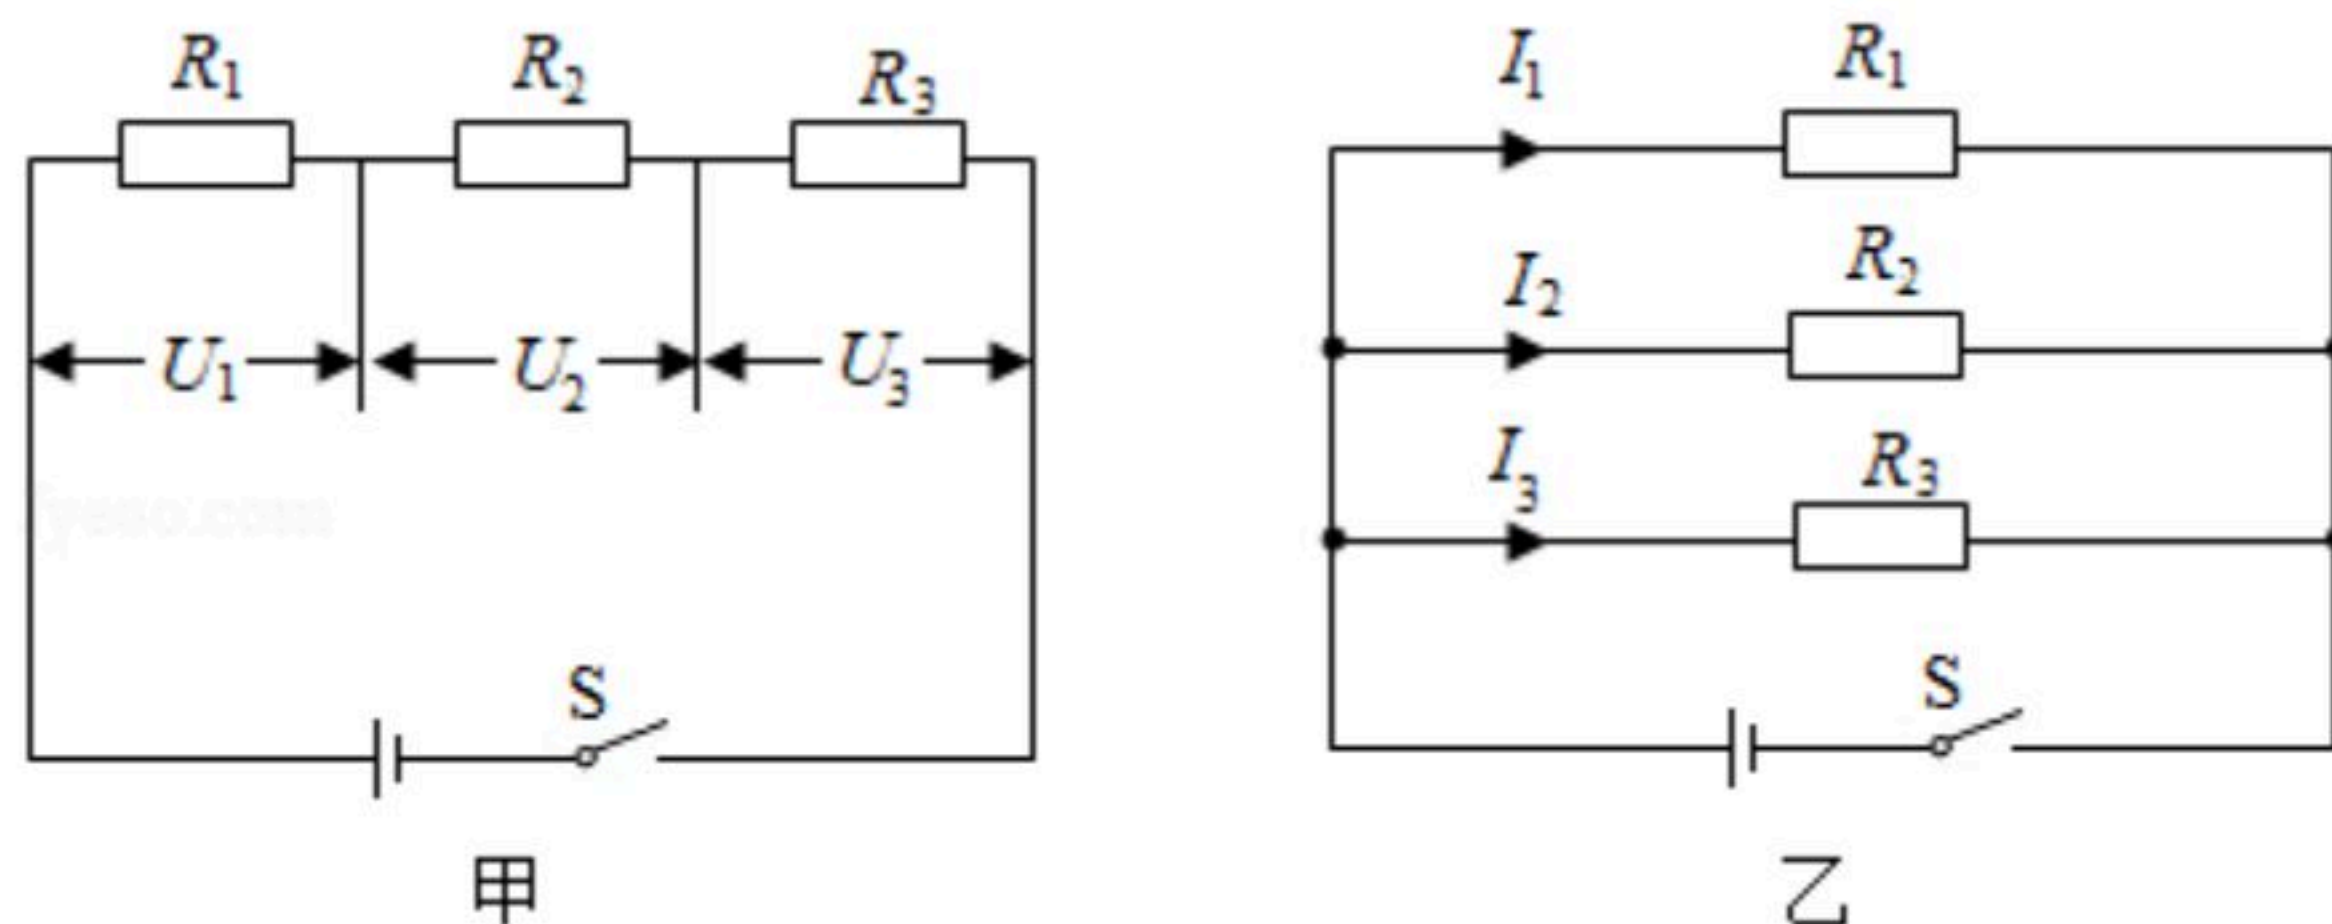 R₁ R₂ R₃
U₁ U₂ U₃
S
甲
I₁ R₁
I₂ R₂
I₃ R₃
S
乙